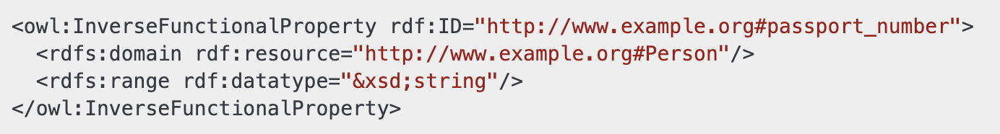 <owl:InverseFunctionalProperty rdf:ID="http://www.example.org#passport_number">
  <rdfs:domain rdf:resource="http://www.example.org#Person"/>
  <rdfs:range rdf:datatype="&xsd;string"/>
</owl:InverseFunctionalProperty>